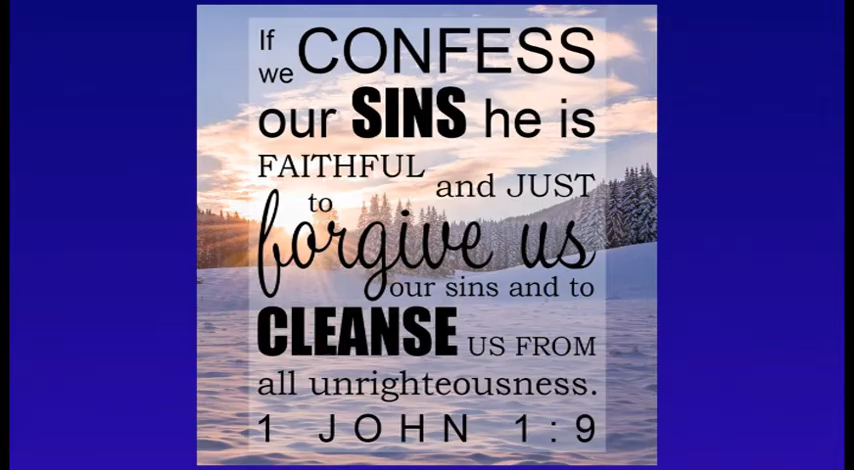 If
we CONFESS
our SINS he is
FAITHFUL
and JUST
to
forgive us
our sins and to
CLEANSE US FROM
all unrighteousness.
1 JOHN 1:9